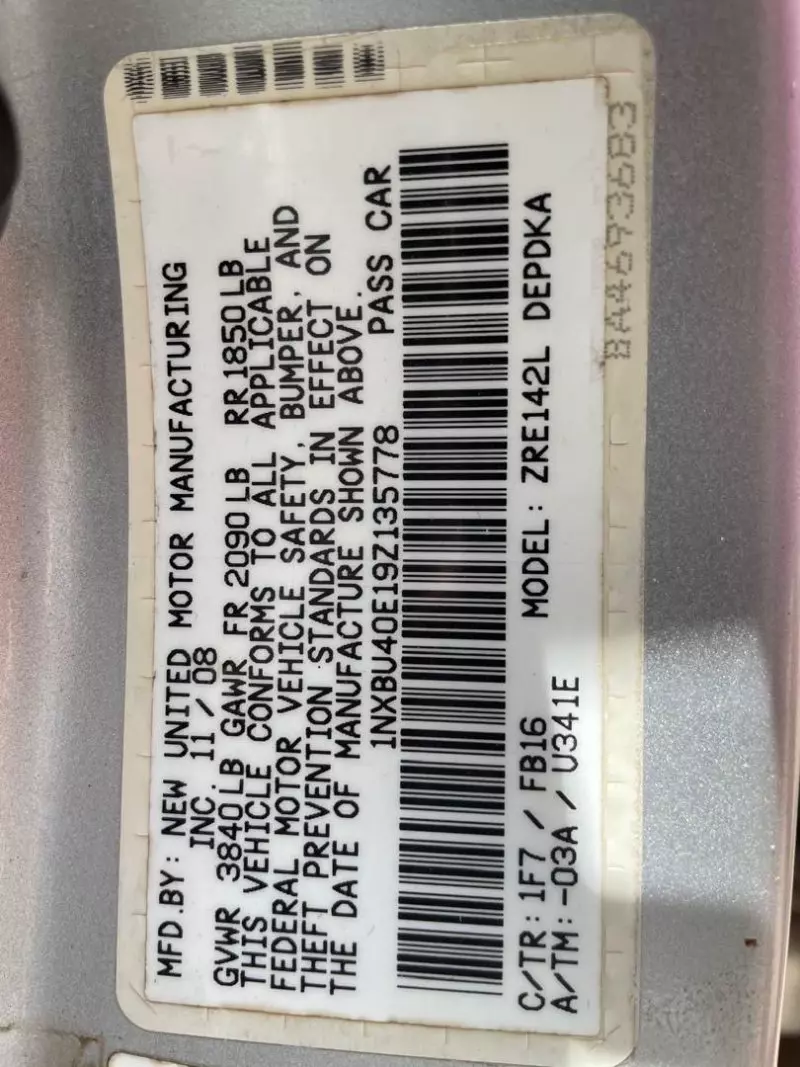 MFD.BY: NEW UNITED MOTOR MANUFACTURING
INC. 11 / 08
GVWR 3840 LB GAWR FR 2090 LB RR 1850 LB
THIS VEHICLE CONFORMS TO ALL APPLICABLE
FEDERAL MOTOR VEHICLE SAFETY, BUMPER, AND
THEFT PREVENTION STANDARDS IN EFFECT ON
THE DATE OF MANUFACTURE SHOWN ABOVE.
1NXBU40E19Z135778 PASS CAR
C/TR: 1F7 / FB16 MODEL: ZRE142L DEPDKA
A/TM: -03A / U341E
BA4693683